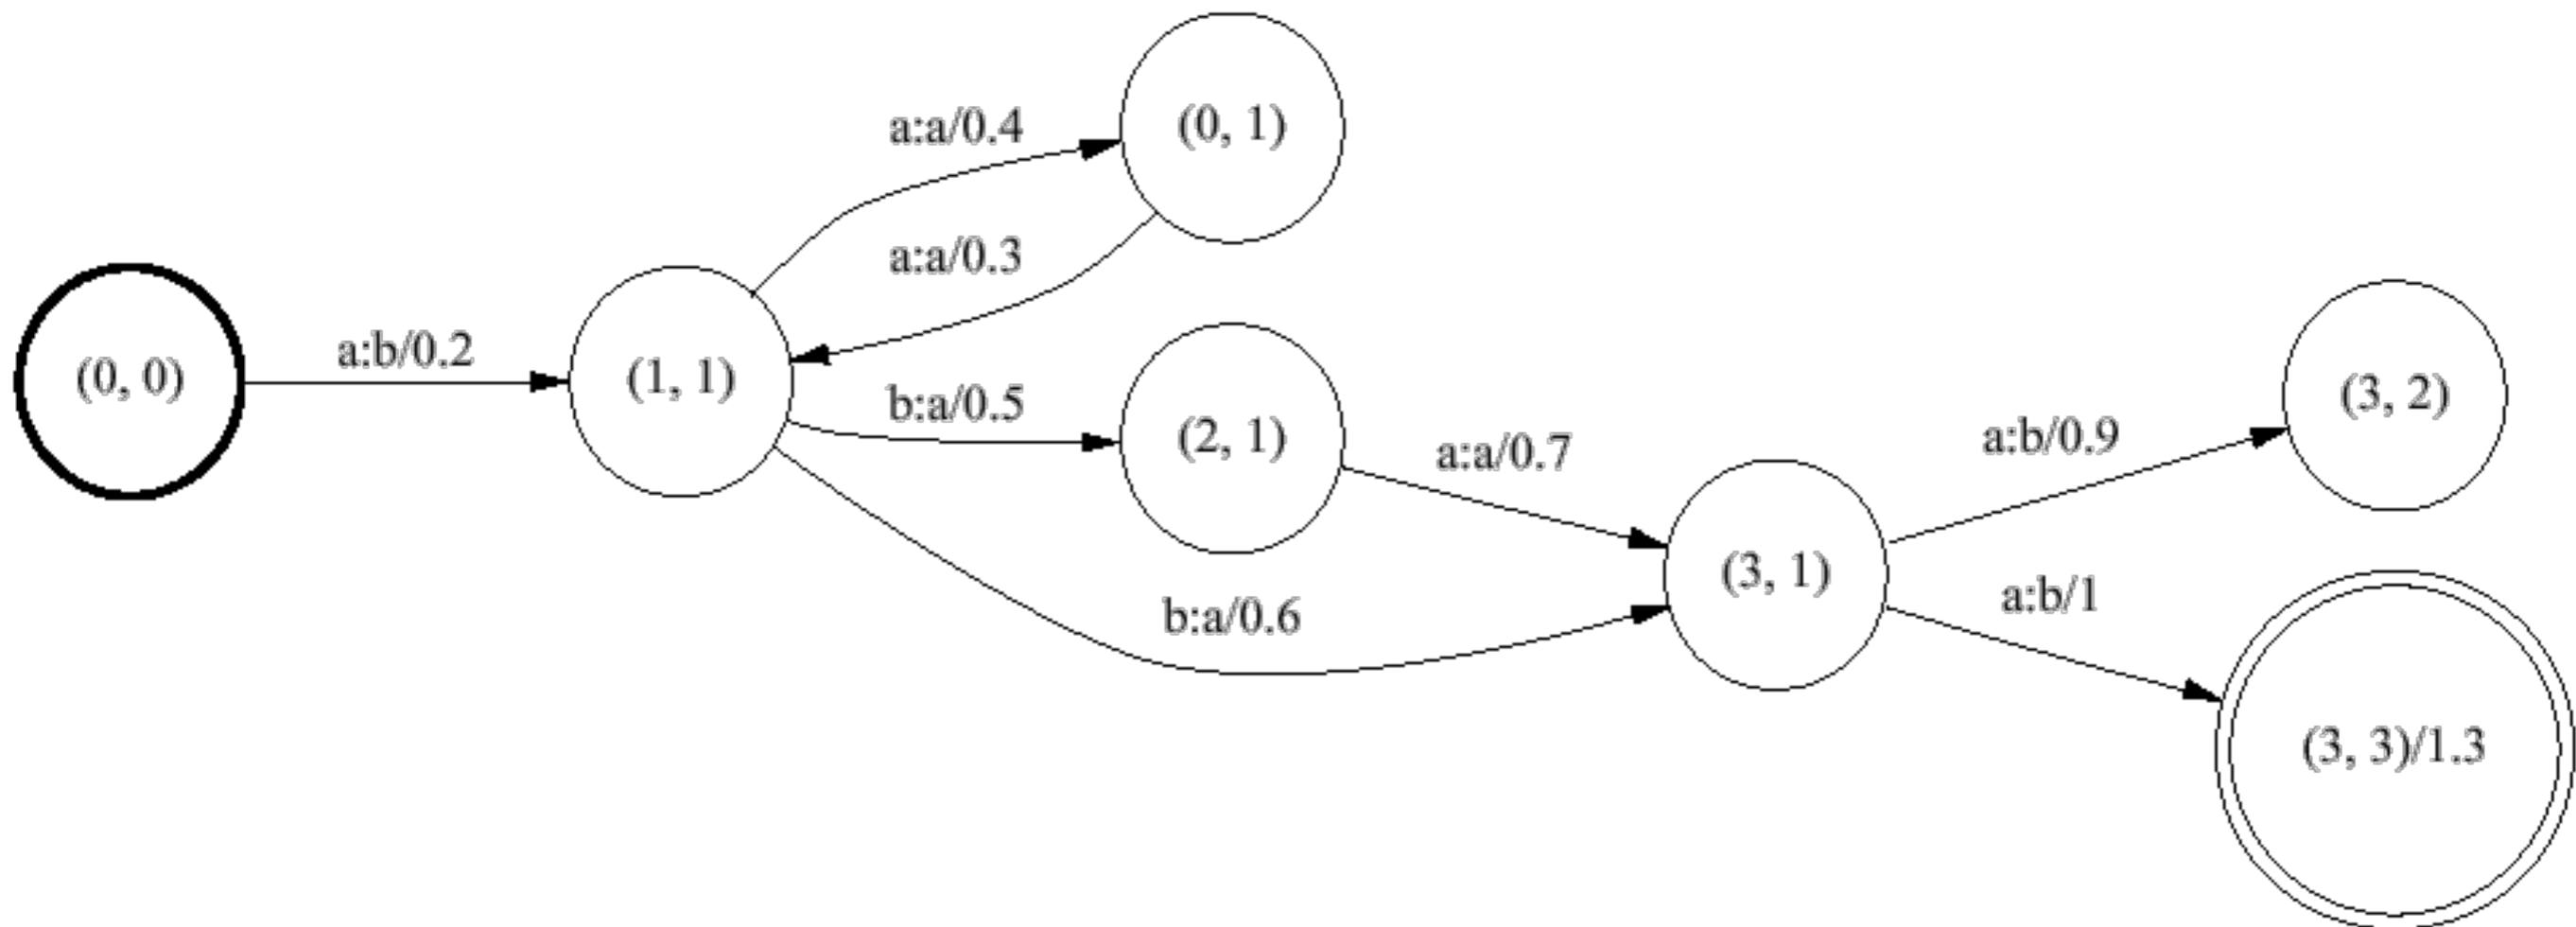 (0, 0)
a:b/0.2
(1, 1)
a:a/0.4
(0, 1)
a:a/0.3
b:a/0.5
(2, 1)
a:a/0.7
b:a/0.6
(3, 1)
a:b/0.9
(3, 2)
a:b/1
(3, 3)/1.3